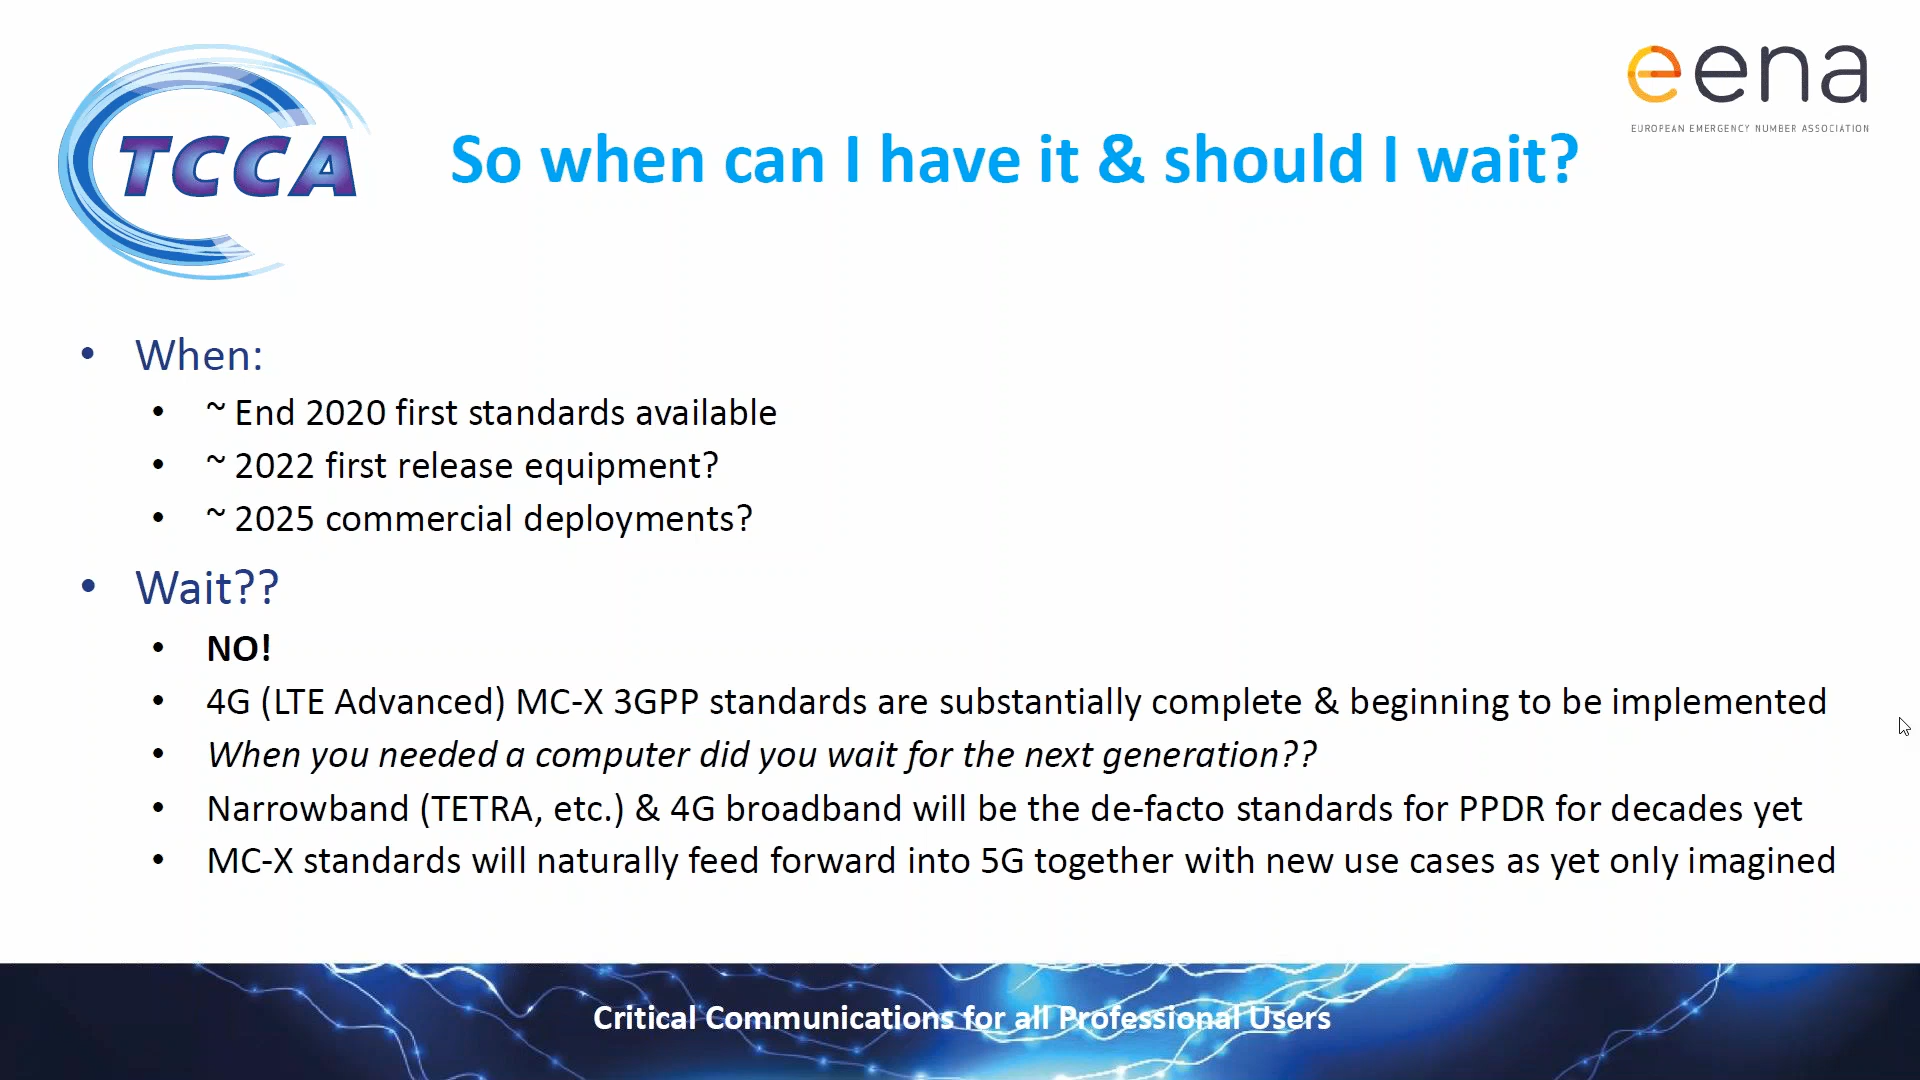 TCCA
eena
EUROPEAN EMERGENCY NUMBER ASSOCIATION
So when can I have it & should I wait?
• When:
• ~ End 2020 first standards available
• ~ 2022 first release equipment?
• ~ 2025 commercial deployments?
• Wait??
• NO!
• 4G (LTE Advanced) MC-X 3GPP standards are substantially complete & beginning to be implemented
• When you needed a computer did you wait for the next generation??
• Narrowband (TETRA, etc.) & 4G broadband will be the de-facto standards for PPDR for decades yet
• MC-X standards will naturally feed forward into 5G together with new use cases as yet only imagined
Critical Communications for all Professional Users